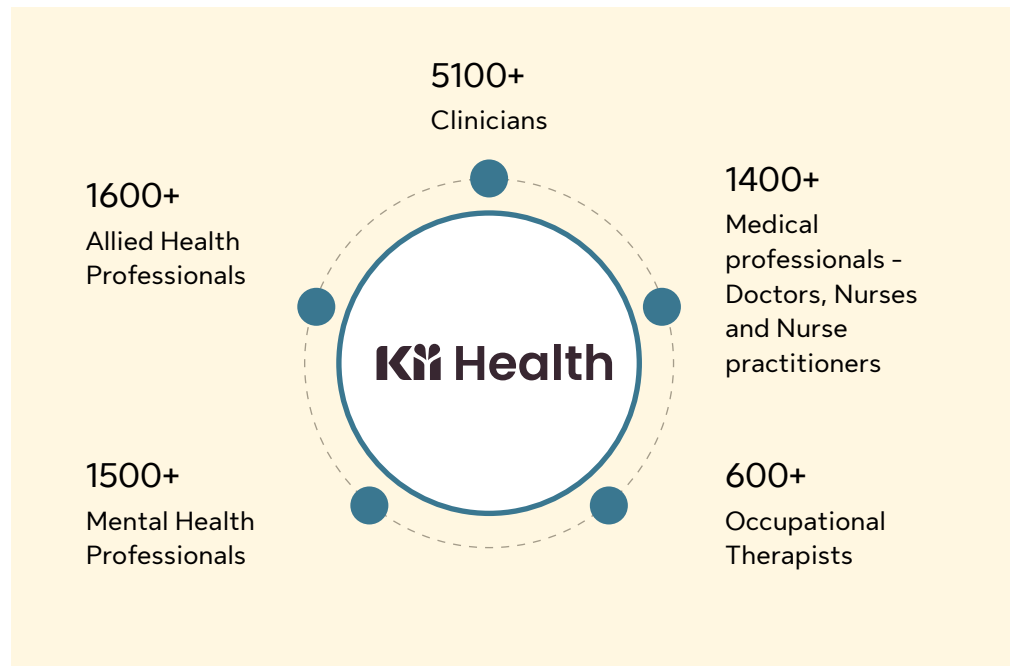 5100+
Clinicians
1600+
Allied Health
Professionals
1400+
Medical
professionals -
Doctors, Nurses
and Nurse
practitioners
Kii Health
1500+
Mental Health
Professionals
600+
Occupational
Therapists